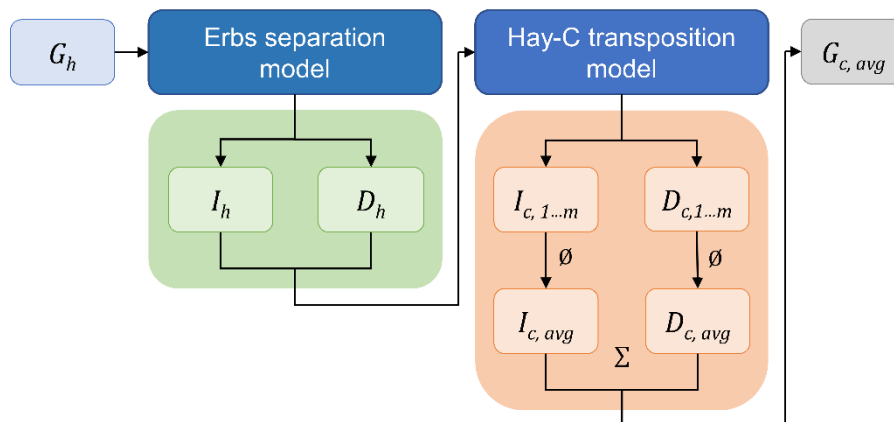 G_h
Erbs separation
model
Hay-C transposition
model
G_c, avg
I_h
D_h
I_c, 1...m
D_c,1...m
Ø
Ø
I_c, avg
D_c, avg
Σ